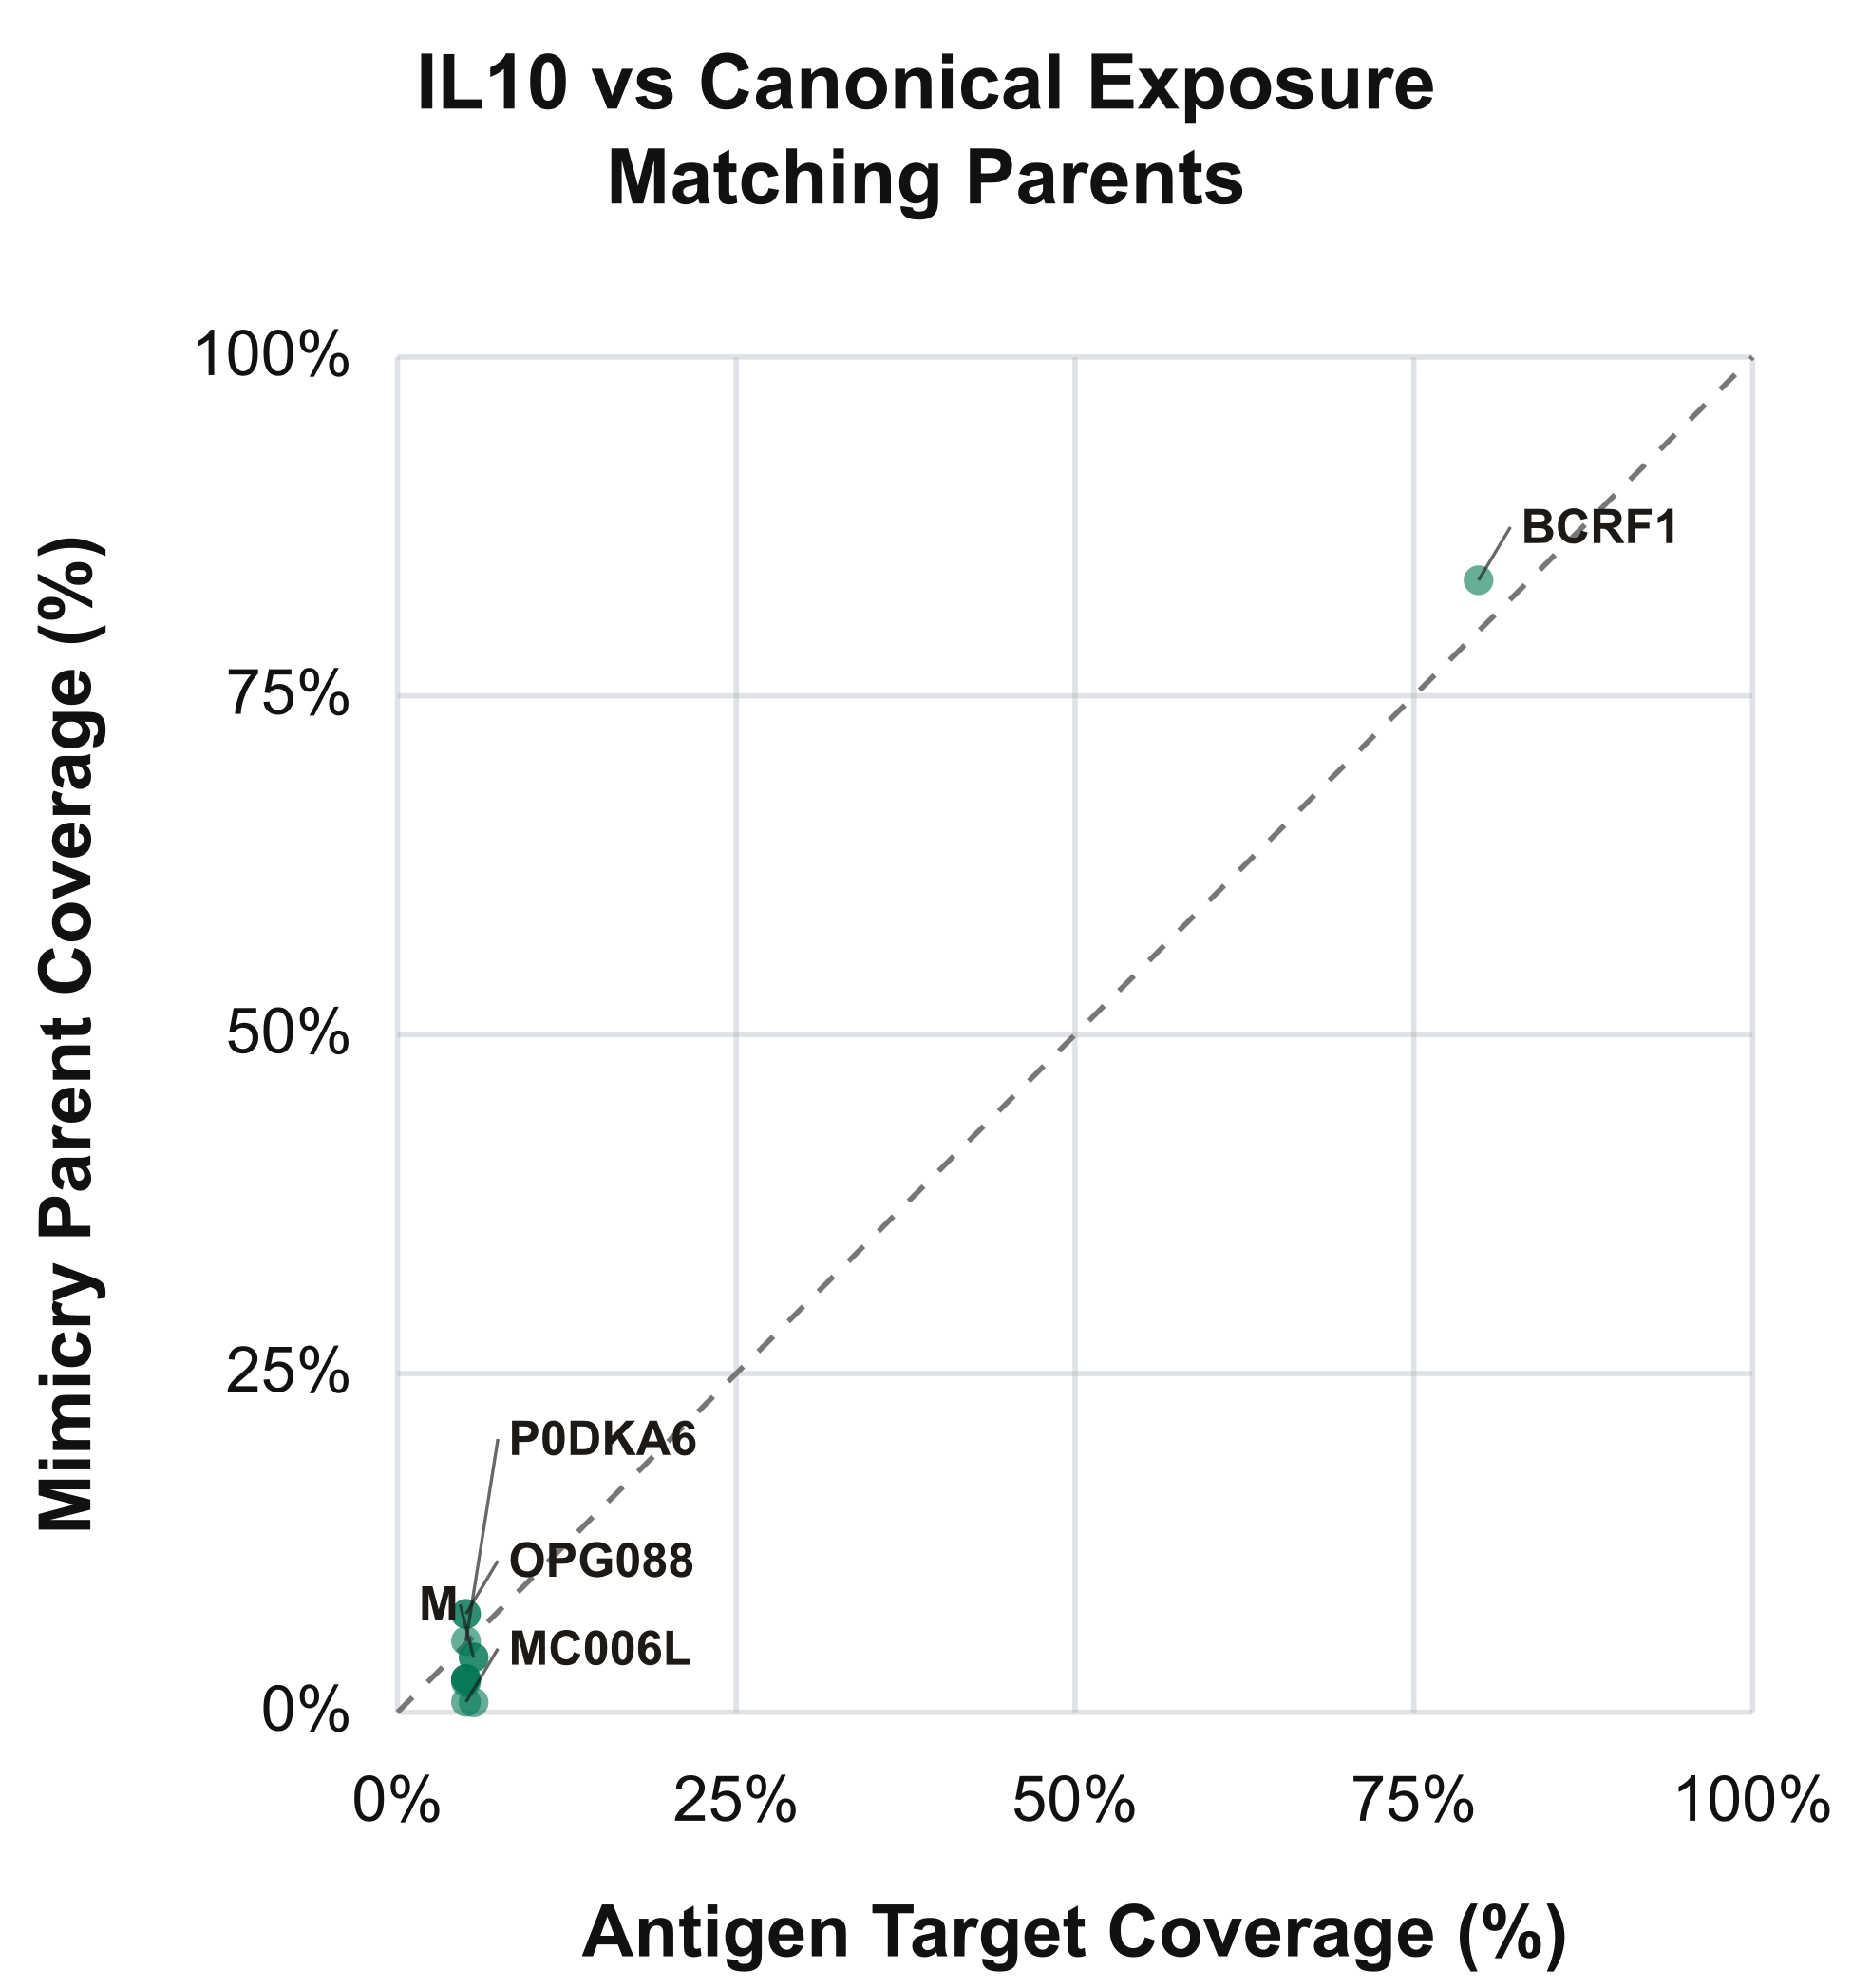 IL10 vs Canonical Exposure
Matching Parents
Mimicry Parent Coverage (%)
100%
75%
50%
25%
0%
BCRF1
P0DKA6
OPG088
M
MC006L
0%
25%
50%
75%
100%
Antigen Target Coverage (%)